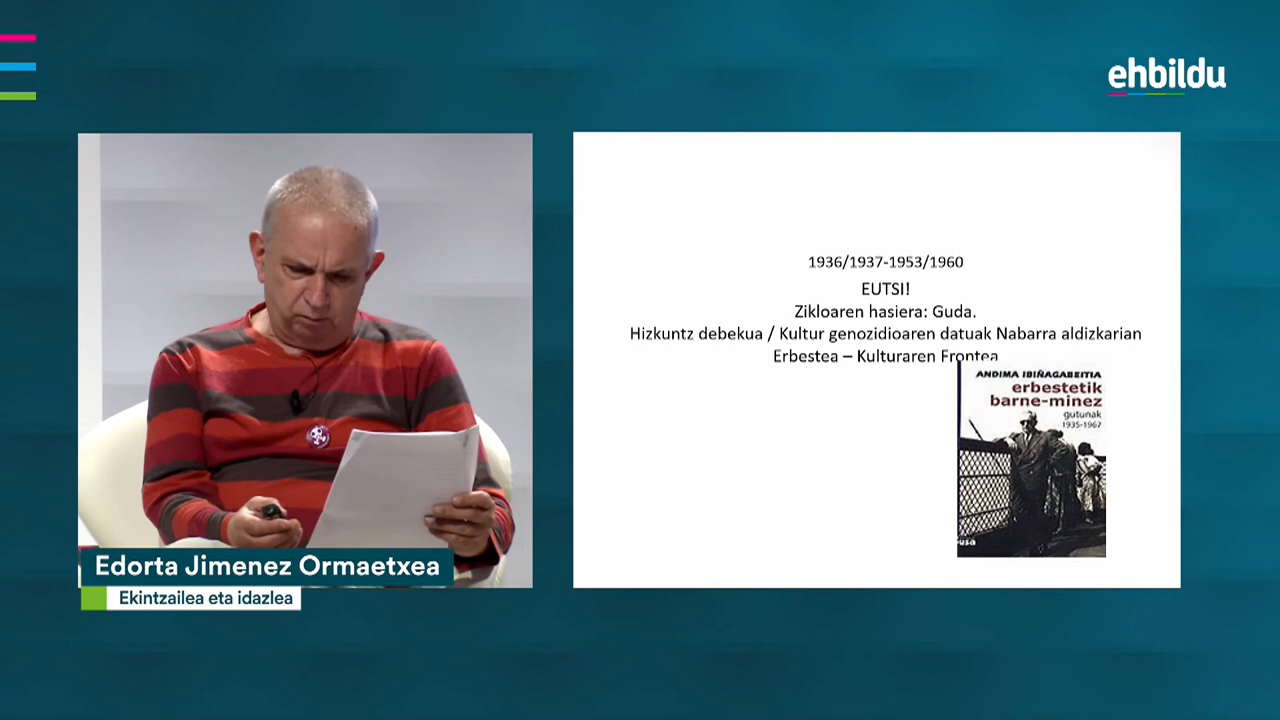 ehbildu
1936/1937-1953/1960
EUTSI!
Zikloaren hasiera: Guda.
Hizkuntz debekua / Kultur genozidioaren datuak Nabarra aldizkarian
Erbestea – Kulturaren Frontea
ANDIMA IBIÑAGABEITIA
erbestetik
barne-minez
gutunak
1935-1967
usa
Edorta Jimenez Ormaetxea
Ekintzailea eta idazlea